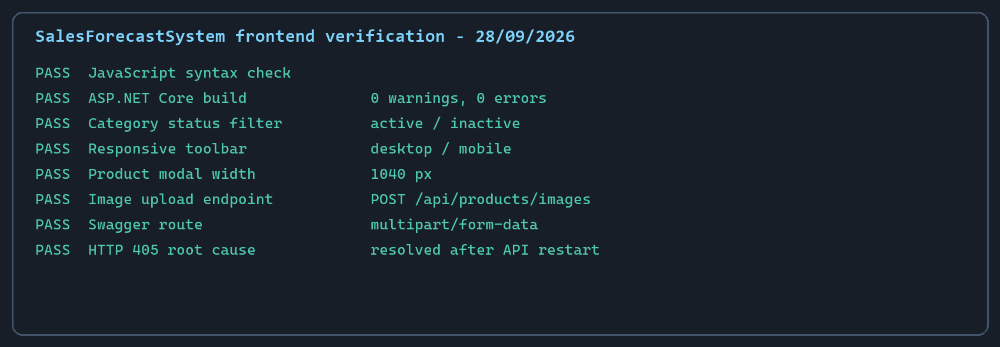 SalesForecastSystem frontend verification - 28/09/2026
PASS  JavaScript syntax check
PASS  ASP.NET Core build  0 warnings, 0 errors
PASS  Category status filter  active / inactive
PASS  Responsive toolbar  desktop / mobile
PASS  Product modal width  1040 px
PASS  Image upload endpoint  POST /api/products/images
PASS  Swagger route  multipart/form-data
PASS  HTTP 405 root cause  resolved after API restart